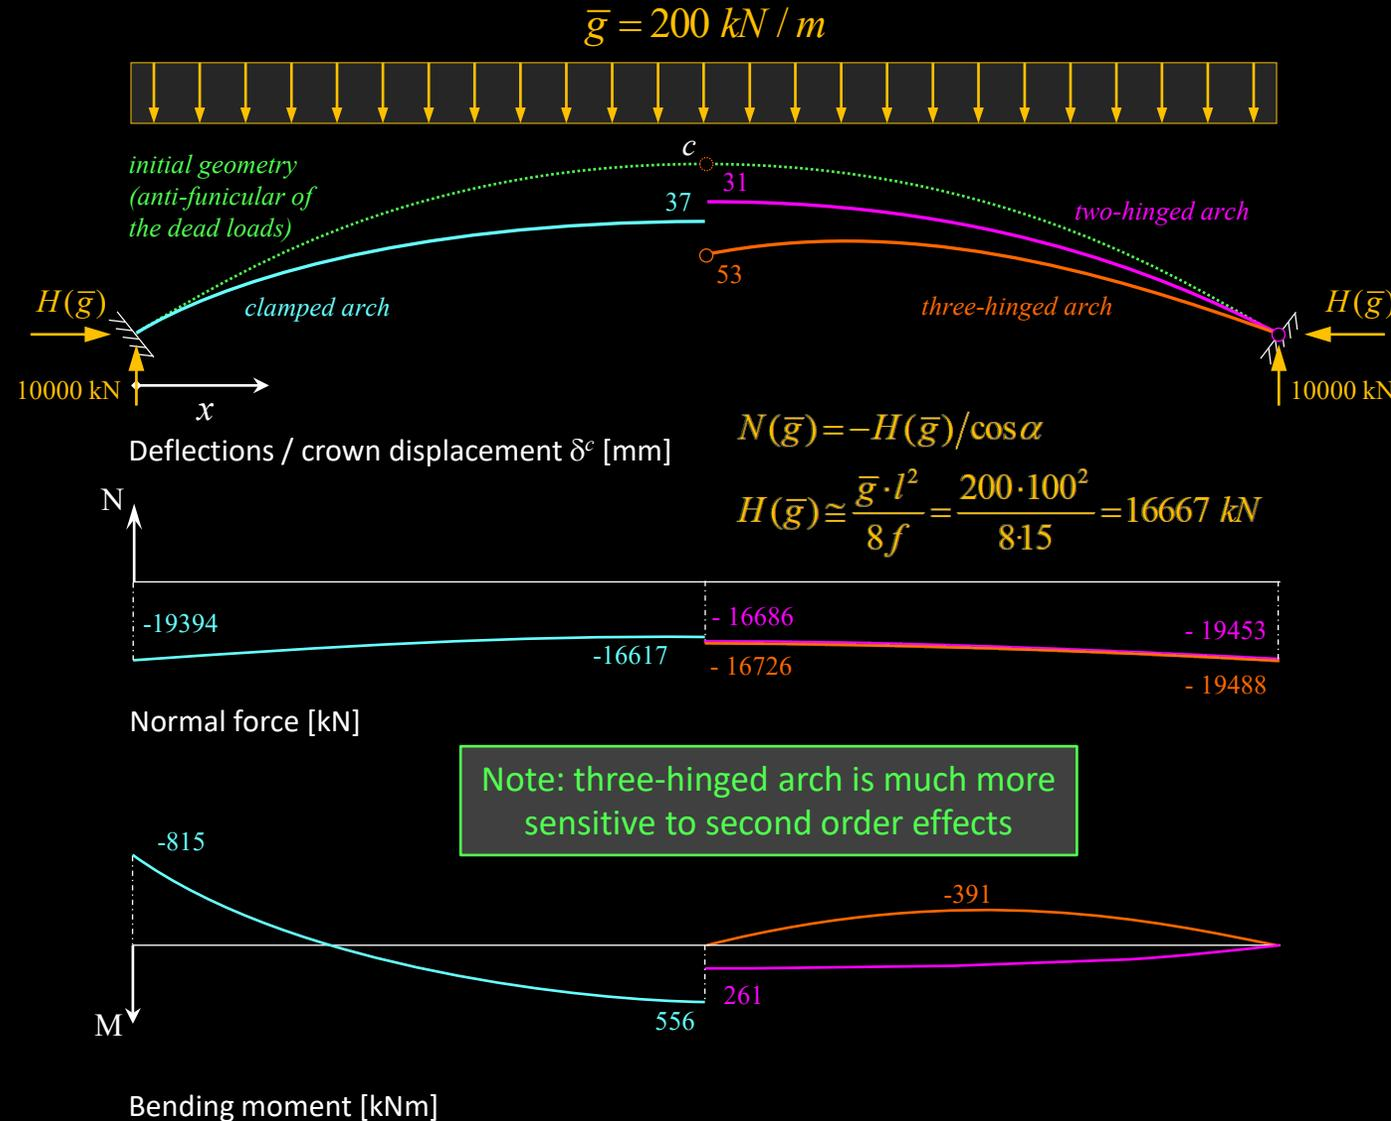 g̅ = 200 kN / m
c
initial geometry
(anti-funicular of
the dead loads)
31
37
two-hinged arch
53
H(g̅)
clamped arch
three-hinged arch
H(g̅)
10000 kN
x
10000 kN
Deflections / crown displacement δᶜ [mm]
N(g̅)=−H(g̅)/cosα
H(g̅)≅ g̅·l²/8f = 200·100²/8·15 =16667 kN
N
-19394
-16617
- 16686
- 19453
- 16726
- 19488
Normal force [kN]
Note: three-hinged arch is much more
sensitive to second order effects
-815
-391
261
556
M
Bending moment [kNm]